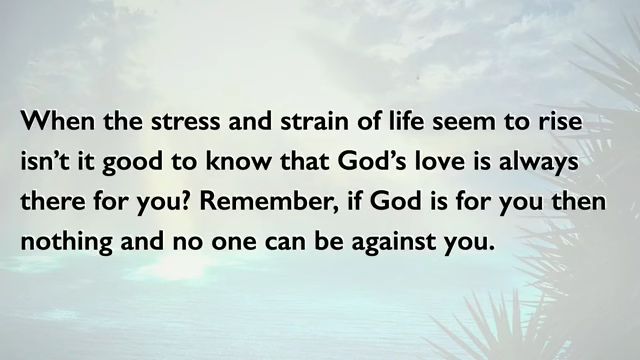 When the stress and strain of life seem to rise
isn’t it good to know that God’s love is always
there for you? Remember, if God is for you then
nothing and no one can be against you.